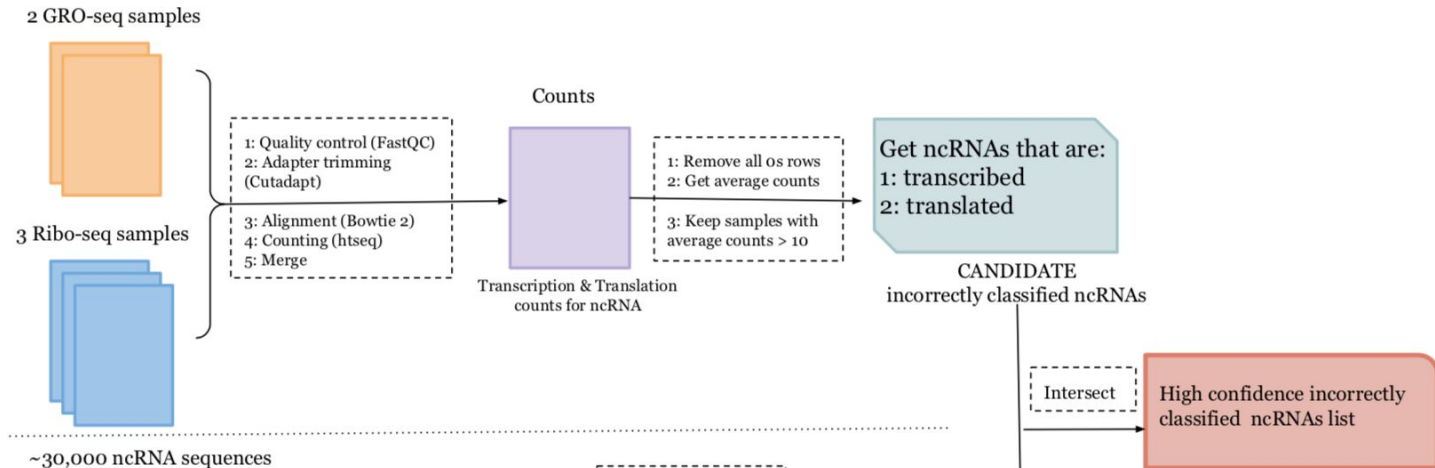 2 GRO-seq samples
3 Ribo-seq samples
1: Quality control (FastQC)
2: Adapter trimming
(Cutadapt)
3: Alignment (Bowtie 2)
4: Counting (htseq)
5: Merge
Counts
Transcription & Translation
counts for ncRNA
1: Remove all 0s rows
2: Get average counts
3: Keep samples with
average counts > 10
Get ncRNAs that are:
1: transcribed
2: translated
CANDIDATE
incorrectly classified ncRNAs
Intersect
High confidence incorrectly
classified ncRNAs list
~30,000 ncRNA sequences